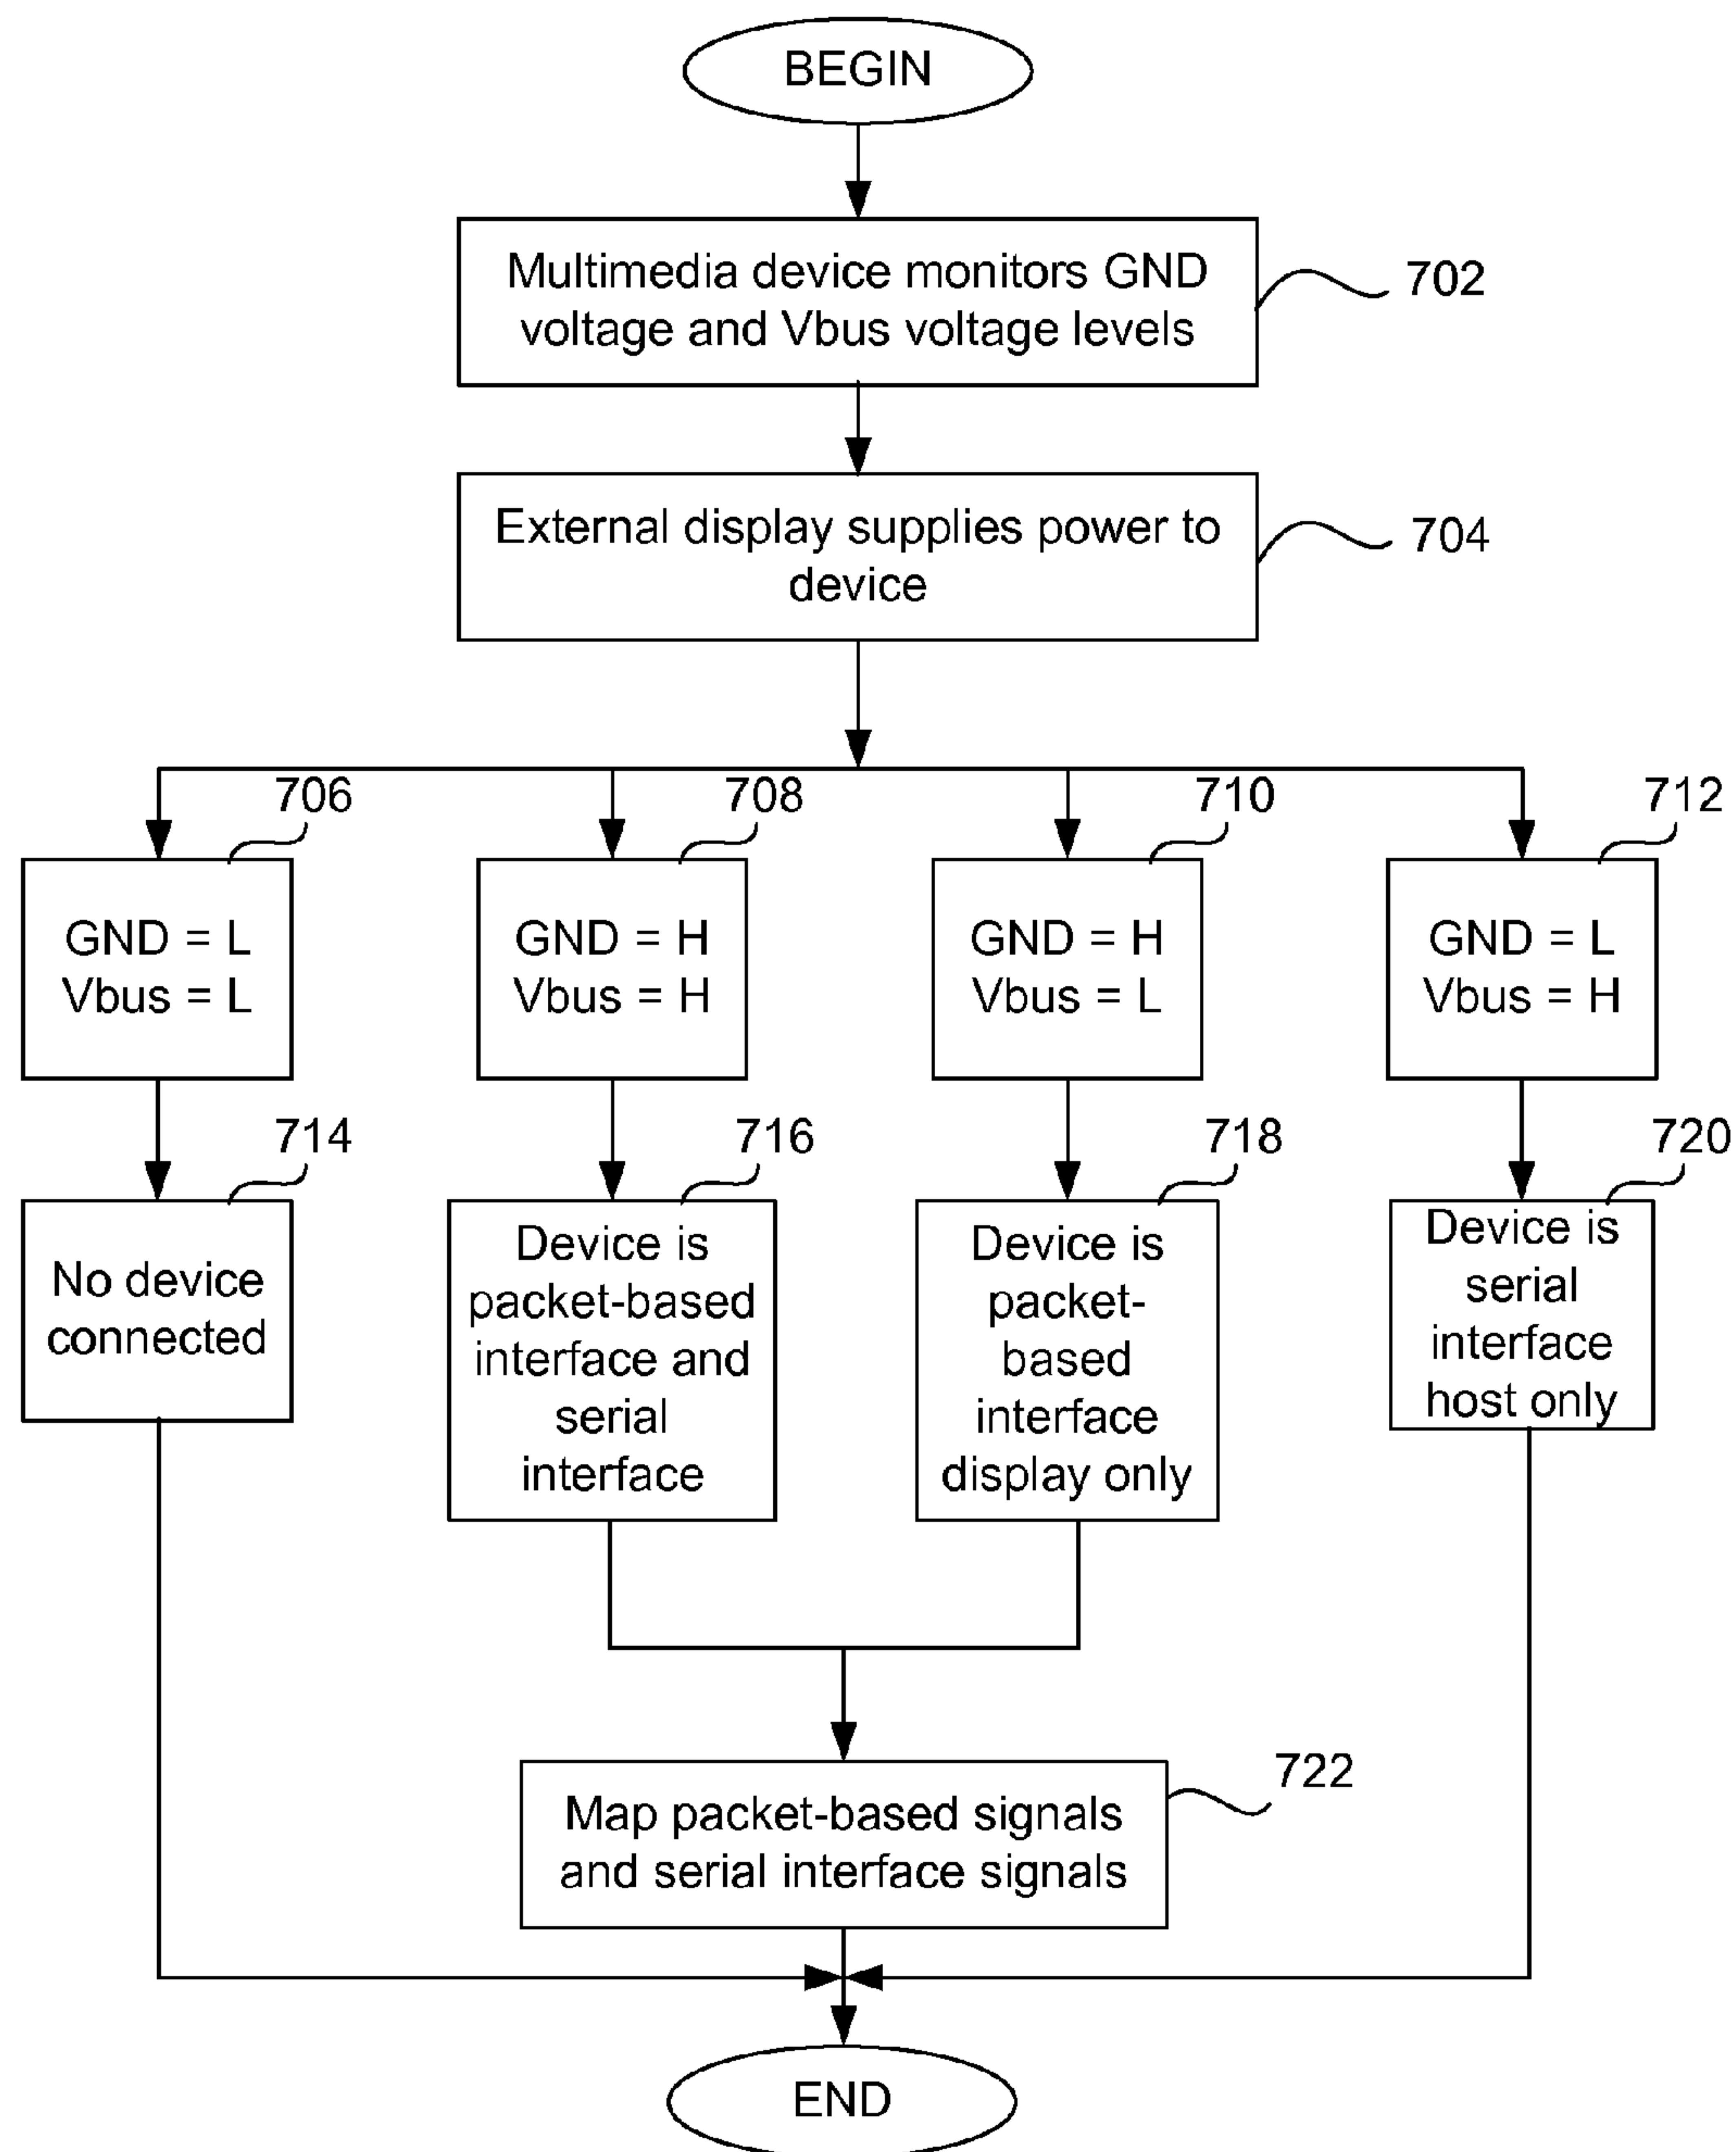 BEGIN
Multimedia device monitors GND
voltage and Vbus voltage levels
702
External display supplies power to
device
704
706
708
710
712
GND = L
Vbus = L
GND = H
Vbus = H
GND = H
Vbus = L
GND = L
Vbus = H
714
716
718
720
No device
connected
Device is
packet-based
interface and
serial
interface
Device is
packet-
based
interface
display only
Device is
serial
interface
host only
722
Map packet-based signals
and serial interface signals
END